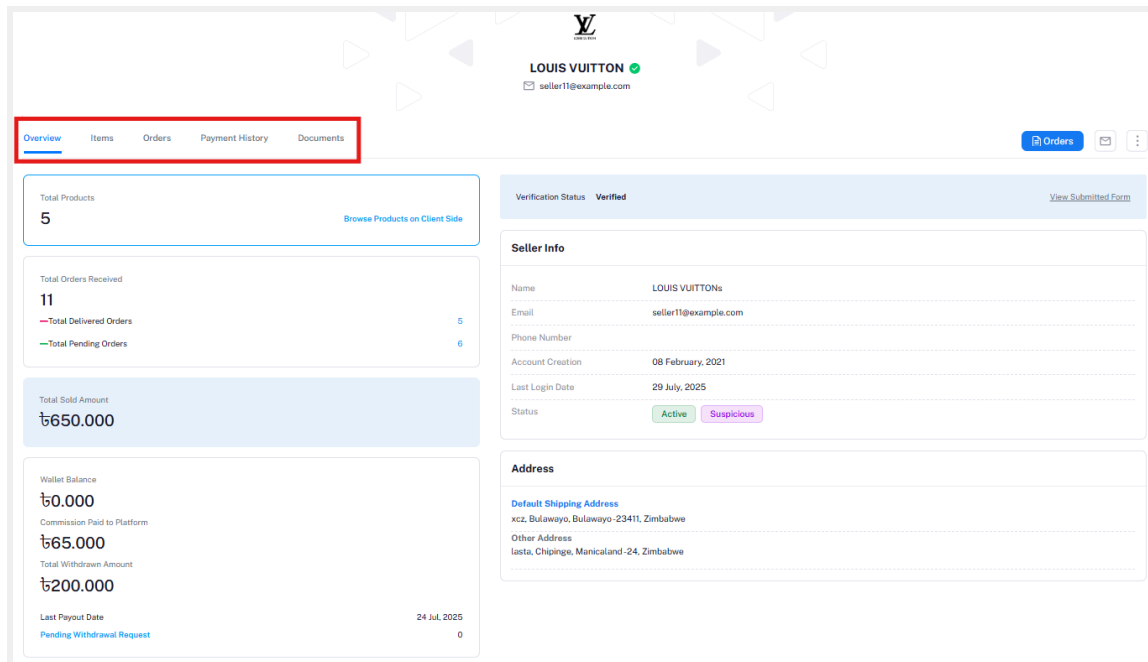 LOUIS VUITTON
seller11@example.com
Overview Items Orders Payment History Documents
Orders
Total Products
5
Browse Products on Client Side
Total Orders Received
11
Total Delivered Orders 5
Total Pending Orders 6
Total Sold Amount
৳650.000
Wallet Balance
৳0.000
Commission Paid to Platform
৳65.000
Total Withdrawn Amount
৳200.000
Last Payout Date 24 Jul, 2025
Pending Withdrawal Request 0
Verification Status Verified View Submitted Form
Seller Info
Name LOUIS VUITTONs
Email seller11@example.com
Phone Number
Account Creation 08 February, 2021
Last Login Date 29 July, 2025
Status Active Suspicious
Address
Default Shipping Address
xcz, Bulawayo, Bulawayo-23411, Zimbabwe
Other Address
lasta, Chipinge, Manicaland-24, Zimbabwe